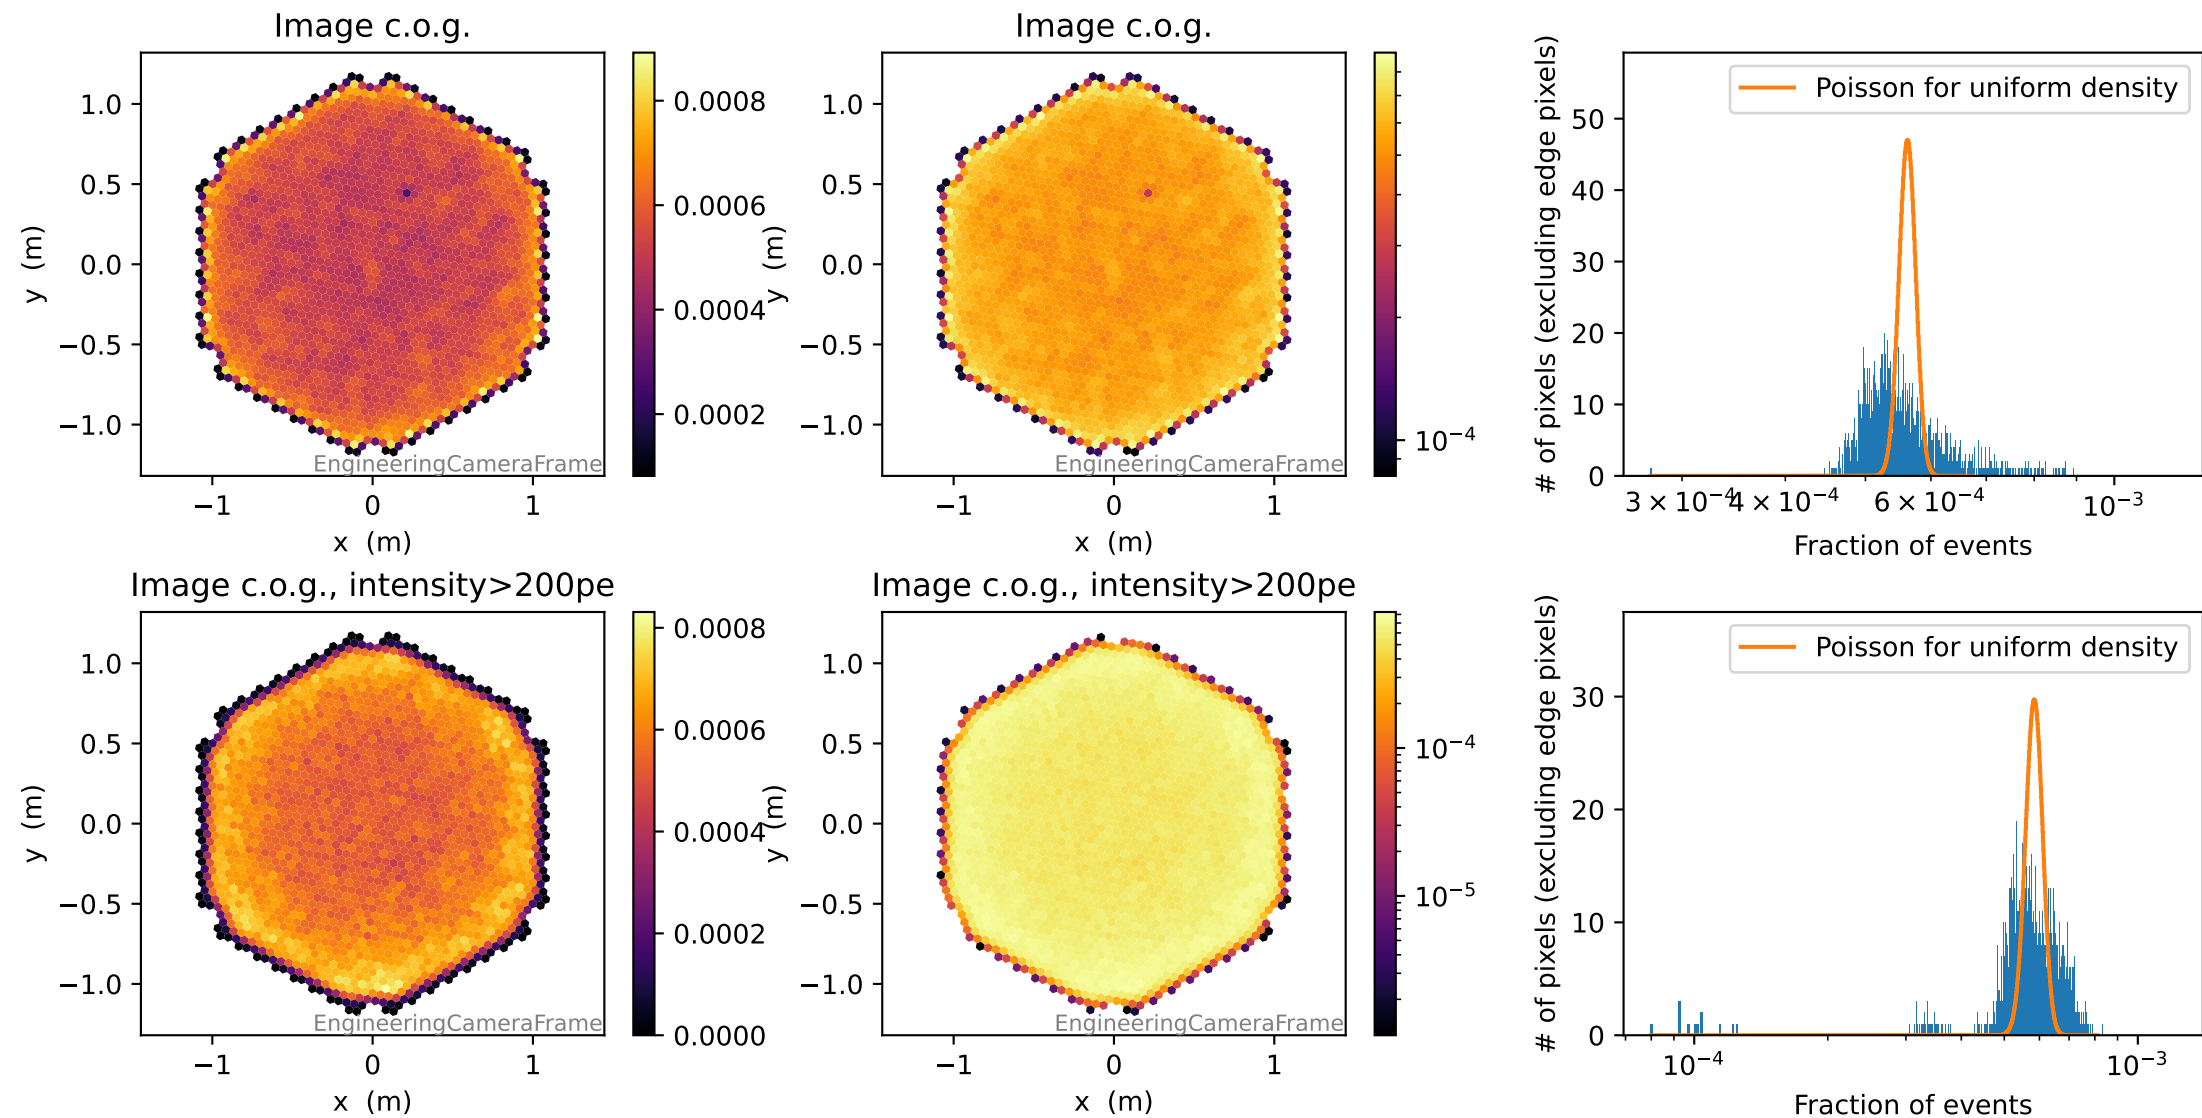 Image c.o.g.
1.0
0.5
0.0
−0.5
−1.0
y (m)
−1
0
1
x (m)
EngineeringCameraFrame
0.0008
0.0006
0.0004
0.0002
Image c.o.g.
1.0
0.5
0.0
−0.5
−1.0
y (m)
−1
0
1
x (m)
EngineeringCameraFrame
10⁻⁴
# of pixels (excluding edge pixels)
50
40
30
20
10
0
Poisson for uniform density
3 × 10⁻⁴
4 × 10⁻⁴
6 × 10⁻⁴
10⁻³
Fraction of events
Image c.o.g., intensity>200pe
1.0
0.5
0.0
−0.5
−1.0
y (m)
−1
0
1
x (m)
EngineeringCameraFrame
0.0008
0.0006
0.0004
0.0002
0.0000
Image c.o.g., intensity>200pe
1.0
0.5
0.0
−0.5
−1.0
y (m)
−1
0
1
x (m)
EngineeringCameraFrame
10⁻⁴
10⁻⁵
# of pixels (excluding edge pixels)
30
20
10
0
Poisson for uniform density
10⁻⁴
10⁻³
Fraction of events